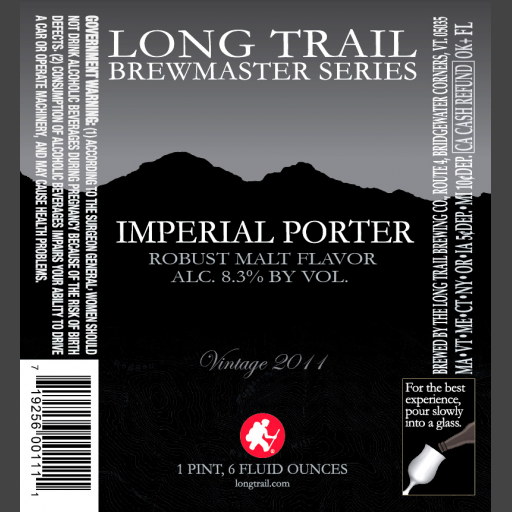 LONG TRAIL
BREWMASTER SERIES
IMPERIAL PORTER
ROBUST MALT FLAVOR
ALC. 8.3% BY VOL.
Vintage 2011
1 PINT, 6 FLUID OUNCES
longtrail.com
GOVERNMENT WARNING: (1) ACCORDING TO THE SURGEON GENERAL, WOMEN SHOULD
NOT DRINK ALCOHOLIC BEVERAGES DURING PREGNANCY BECAUSE OF THE RISK OF BIRTH
DEFECTS. (2) CONSUMPTION OF ALCOHOLIC BEVERAGES IMPAIRS YOUR ABILITY TO DRIVE
A CAR OR OPERATE MACHINERY, AND MAY CAUSE HEALTH PROBLEMS.
7 19256 00111 1
BREWED BY THE LONG TRAIL BREWING CO., ROUTE 4, BRIDGEWATER CORNERS, VT. 05035
MA•VT•ME•CT•NY•OR•IA 5¢DEP.•MI 10¢DEP. CA CASH REFUND OK+ FL
For the best
experience,
pour slowly
into a glass.